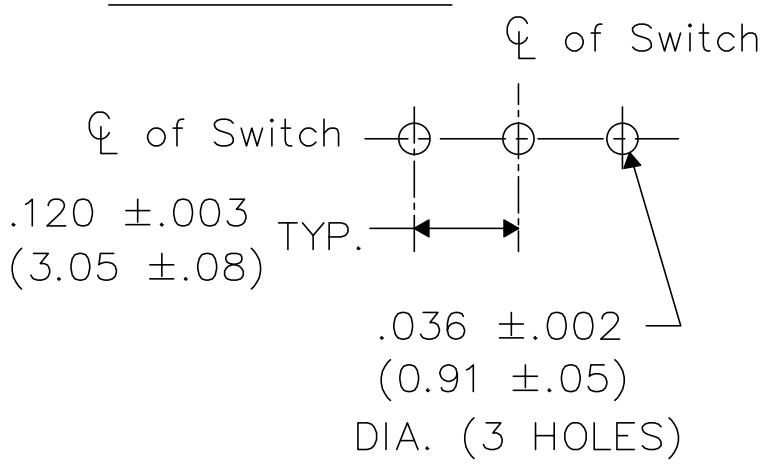 ℄ of Switch
℄ of Switch
.120 ±.003
(3.05 ±.08)
TYP.
.036 ±.002
(0.91 ±.05)
DIA. (3 HOLES)